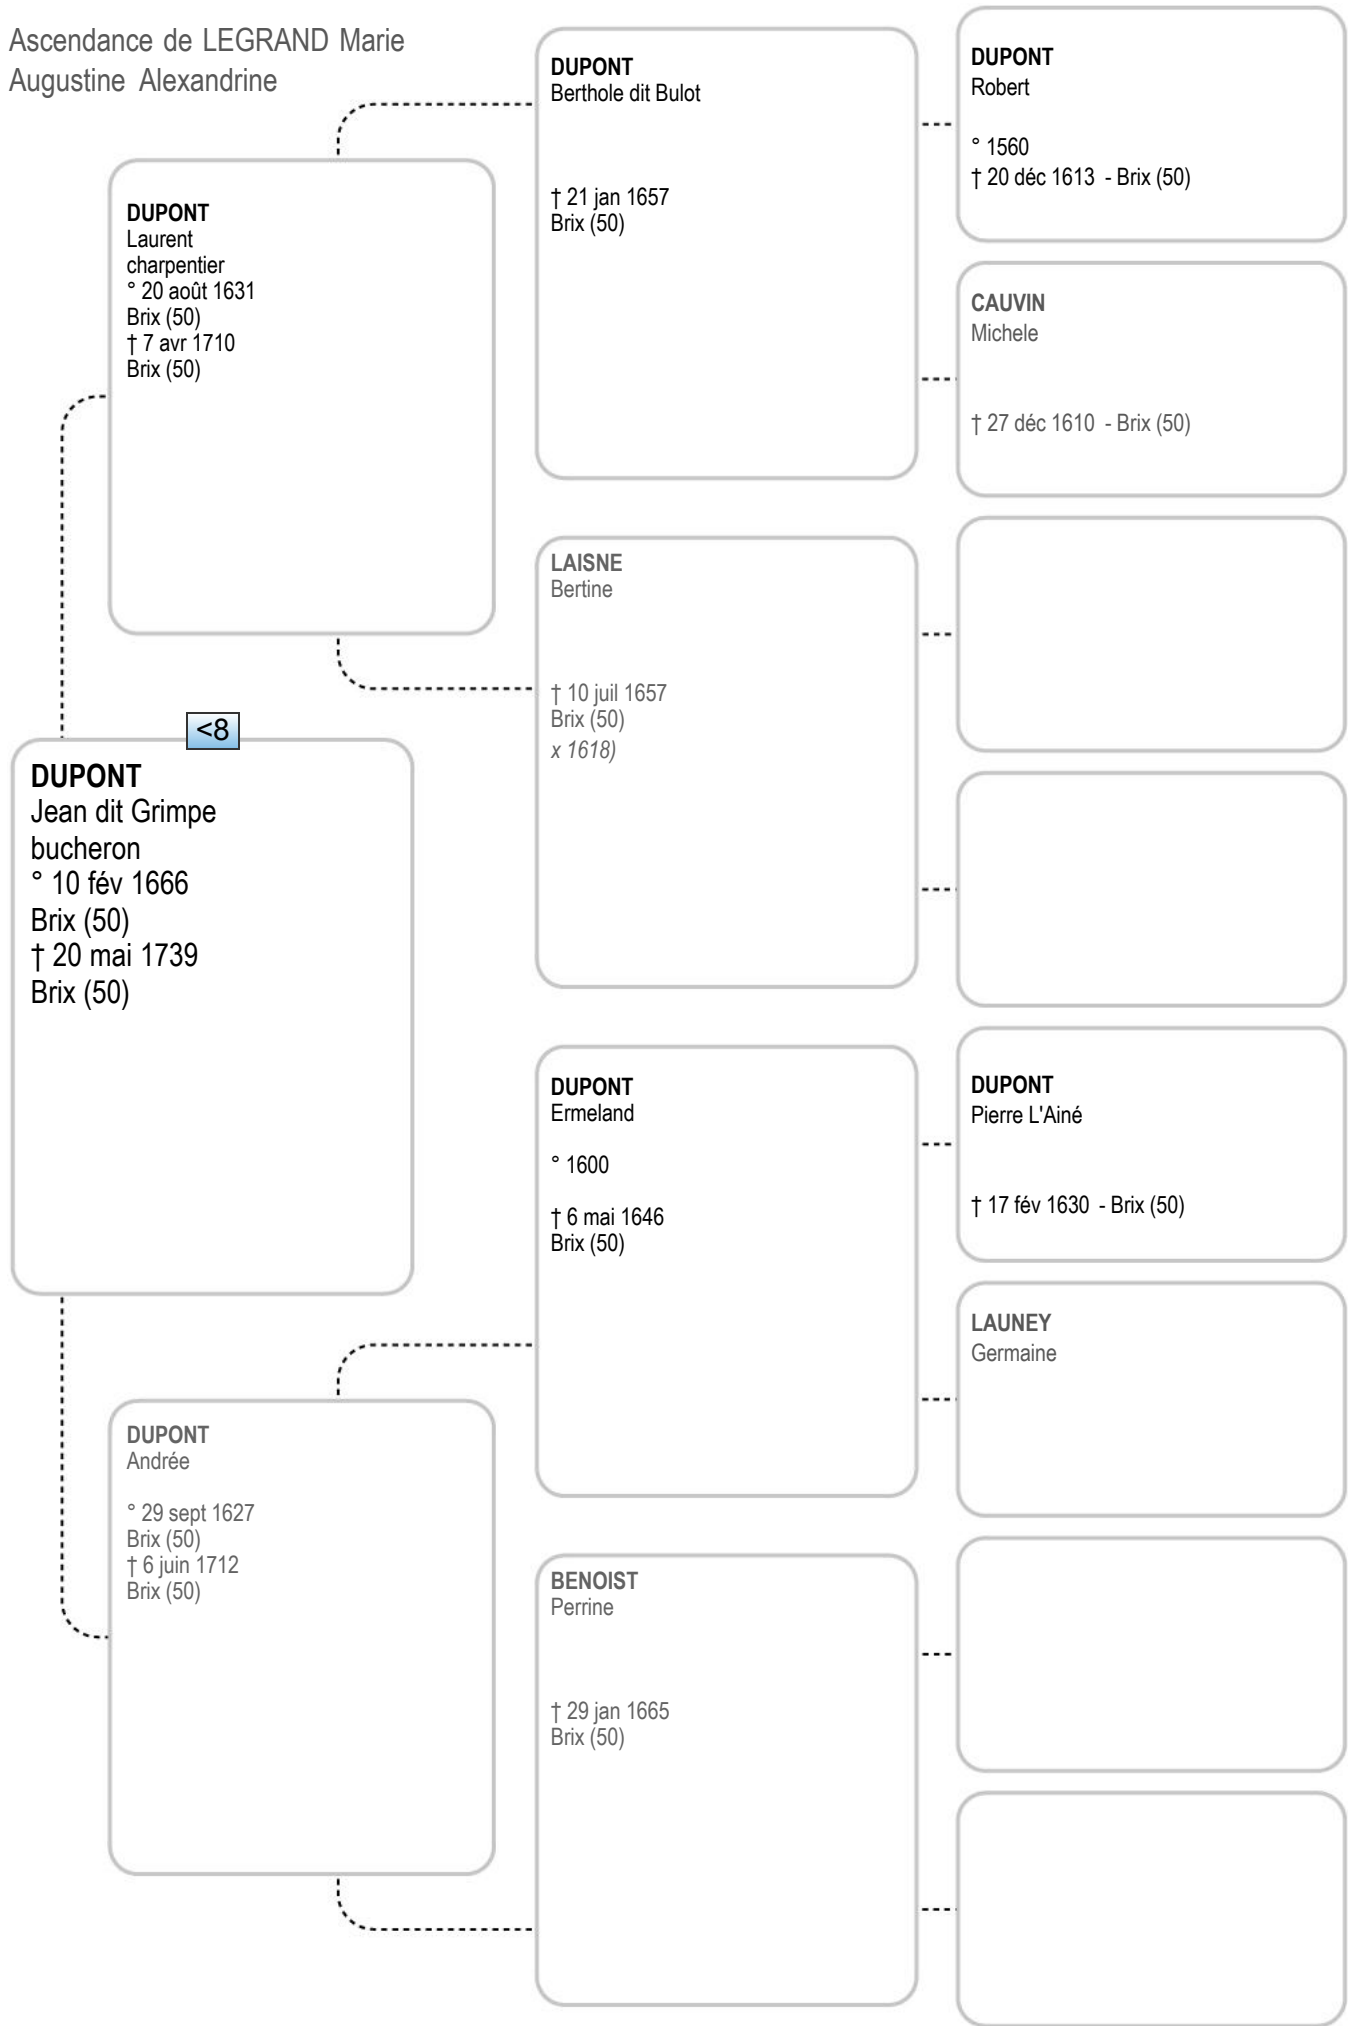 Ascendance de LEGRAND Marie
Augustine Alexandrine
DUPONT
Laurent
charpentier
° 20 août 1631
Brix (50)
† 7 avr 1710
Brix (50)
<8
DUPONT
Jean dit Grimpe
bucheron
° 10 fév 1666
Brix (50)
† 20 mai 1739
Brix (50)
DUPONT
Andrée
° 29 sept 1627
Brix (50)
† 6 juin 1712
Brix (50)
DUPONT
Berthole dit Bulot
† 21 jan 1657
Brix (50)
LAISNE
Bertine
† 10 juil 1657
Brix (50)
x 1618)
DUPONT
Ermeland
° 1600
† 6 mai 1646
Brix (50)
BENOIST
Perrine
† 29 jan 1665
Brix (50)
DUPONT
Robert
° 1560
† 20 déc 1613 - Brix (50)
CAUVIN
Michele
† 27 déc 1610 - Brix (50)
DUPONT
Pierre L'Ainé
† 17 fév 1630 - Brix (50)
LAUNEY
Germaine